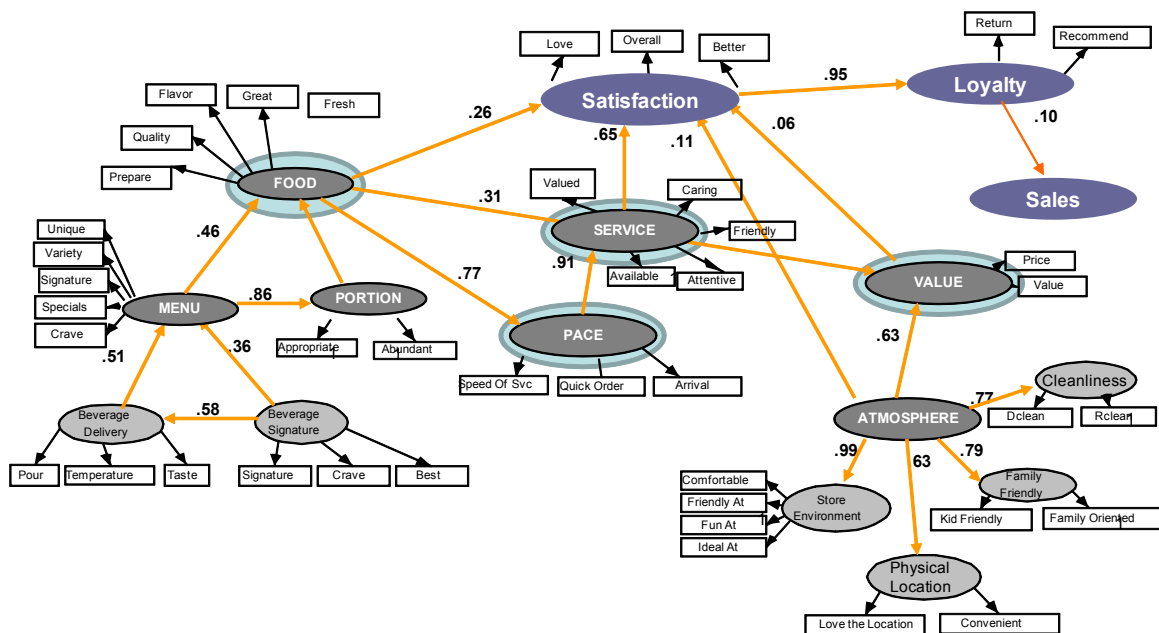 Return
Recommend
Love
Overall
Better
.95
Satisfaction
Loyalty
Flavor
Great
Fresh
.26
.65
.11
.06
.10
Quality
Prepare
FOOD
Valued
Caring
.31
Sales
Unique
Variety
Signature
Specials
Crave
.46
SERVICE
Friendly
.91
Available
Attentive
Price
Value
VALUE
.77
MENU
.86
PORTION
PACE
.63
.51
.36
Appropriate
Abundant
Speed Of Svc
Quick Order
Arrival
Cleanliness
.77
Dclean
Rclean
.58
Beverage
Delivery
Beverage
Signature
ATMOSPHERE
.99
63
.79
Pour
Temperature
Taste
Signature
Crave
Best
Comfortable
Friendly At
Fun At
Ideal At
Store
Environment
Family
Friendly
Kid Friendly
Family Oriented
Physical
Location
Love the Location
Convenient